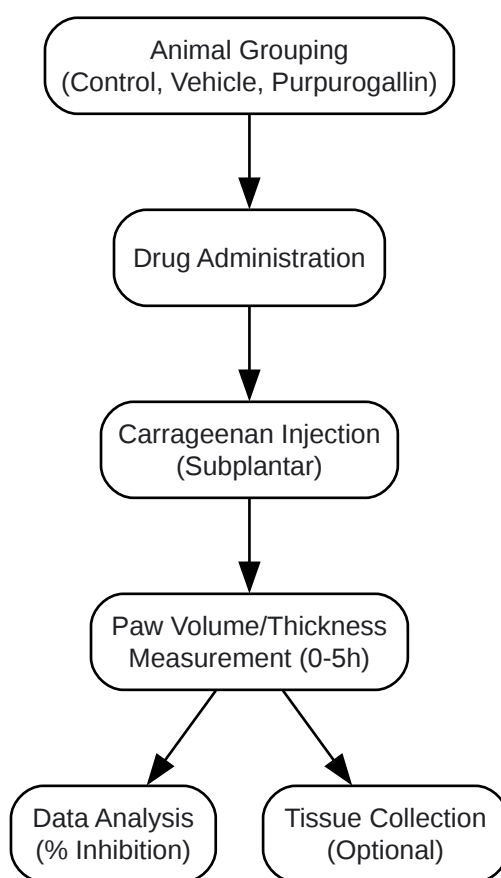 Animal Grouping
(Control, Vehicle, Purpurogallin)
Drug Administration
Carrageenan Injection
(Subplantar)
Paw Volume/Thickness
Measurement (0-5h)
Data Analysis
(% Inhibition)
Tissue Collection
(Optional)